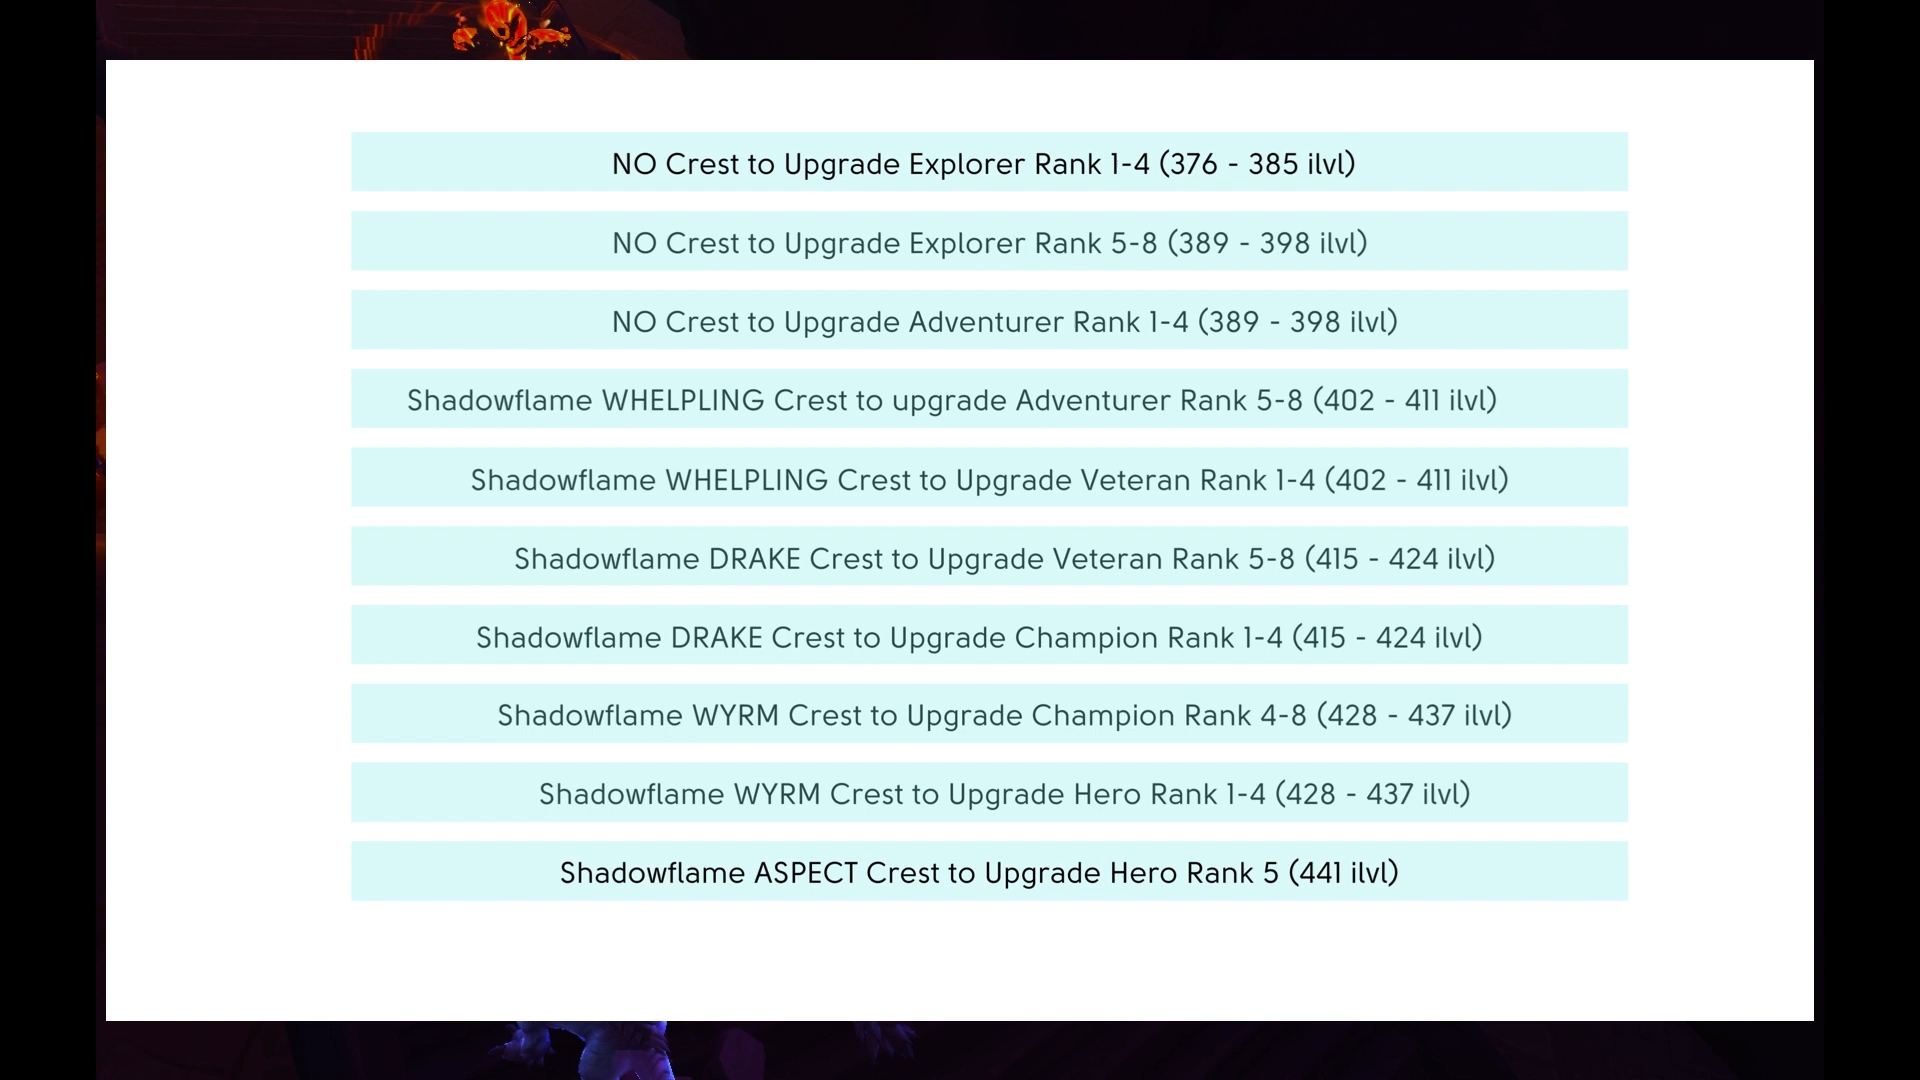 NO Crest to Upgrade Explorer Rank 1-4 (376 - 385 ilvl)
NO Crest to Upgrade Explorer Rank 5-8 (389 - 398 ilvl)
NO Crest to Upgrade Adventurer Rank 1-4 (389 - 398 ilvl)
Shadowflame WHELPLING Crest to upgrade Adventurer Rank 5-8 (402 - 411 ilvl)
Shadowflame WHELPLING Crest to Upgrade Veteran Rank 1-4 (402 - 411 ilvl)
Shadowflame DRAKE Crest to Upgrade Veteran Rank 5-8 (415 - 424 ilvl)
Shadowflame DRAKE Crest to Upgrade Champion Rank 1-4 (415 - 424 ilvl)
Shadowflame WYRM Crest to Upgrade Champion Rank 4-8 (428 - 437 ilvl)
Shadowflame WYRM Crest to Upgrade Hero Rank 1-4 (428 - 437 ilvl)
Shadowflame ASPECT Crest to Upgrade Hero Rank 5 (441 ilvl)